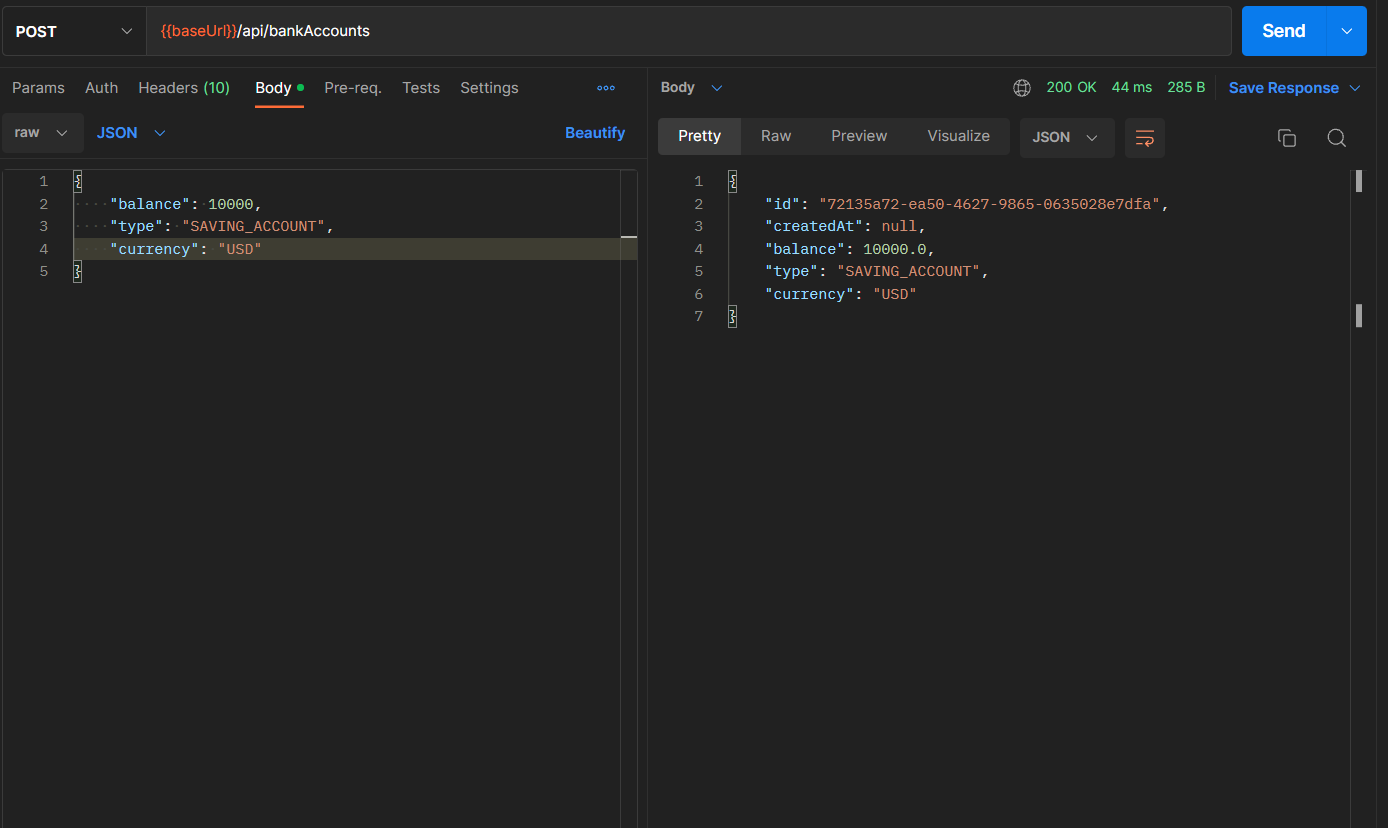 POST
{{baseUrl}}/api/bankAccounts
Send
Params Auth Headers (10) Body Pre-req. Tests Settings
raw JSON Beautify
1 {
2 "balance": 10000,
3 "type": "SAVING_ACCOUNT",
4 "currency": "USD"
5 }
Body 200 OK 44 ms 285 B Save Response
Pretty Raw Preview Visualize JSON
1 {
2 "id": "72135a72-ea50-4627-9865-0635028e7dfa",
3 "createdAt": null,
4 "balance": 10000.0,
5 "type": "SAVING_ACCOUNT",
6 "currency": "USD"
7 }